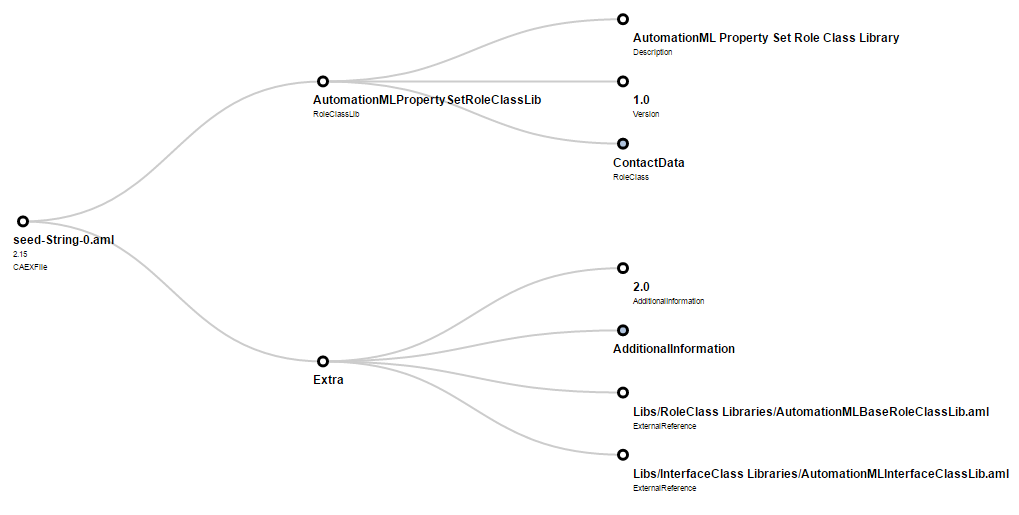 AutomationML Property Set Role Class Library
Description
AutomationMLPropertySetRoleClassLib
RoleClassLib
1.0
Version
ContactData
RoleClass
seed-String-0.aml
2.15
CAEXFile
2.0
AdditionalInformation
AdditionalInformation
Extra
Libs/RoleClass Libraries/AutomationMLBaseRoleClassLib.aml
ExternalReference
Libs/InterfaceClass Libraries/AutomationMLInterfaceClassLib.aml
ExternalReference